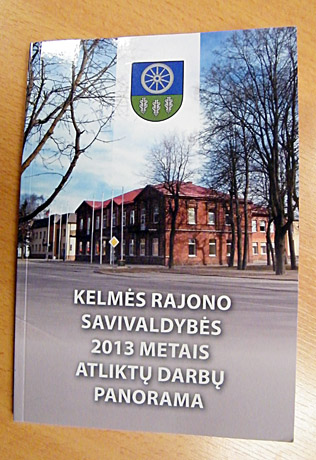 KELMĖS RAJONO
SAVIVALDYBĖS
2013 METAIS
ATLIKTŲ DARBŲ
PANORAMA